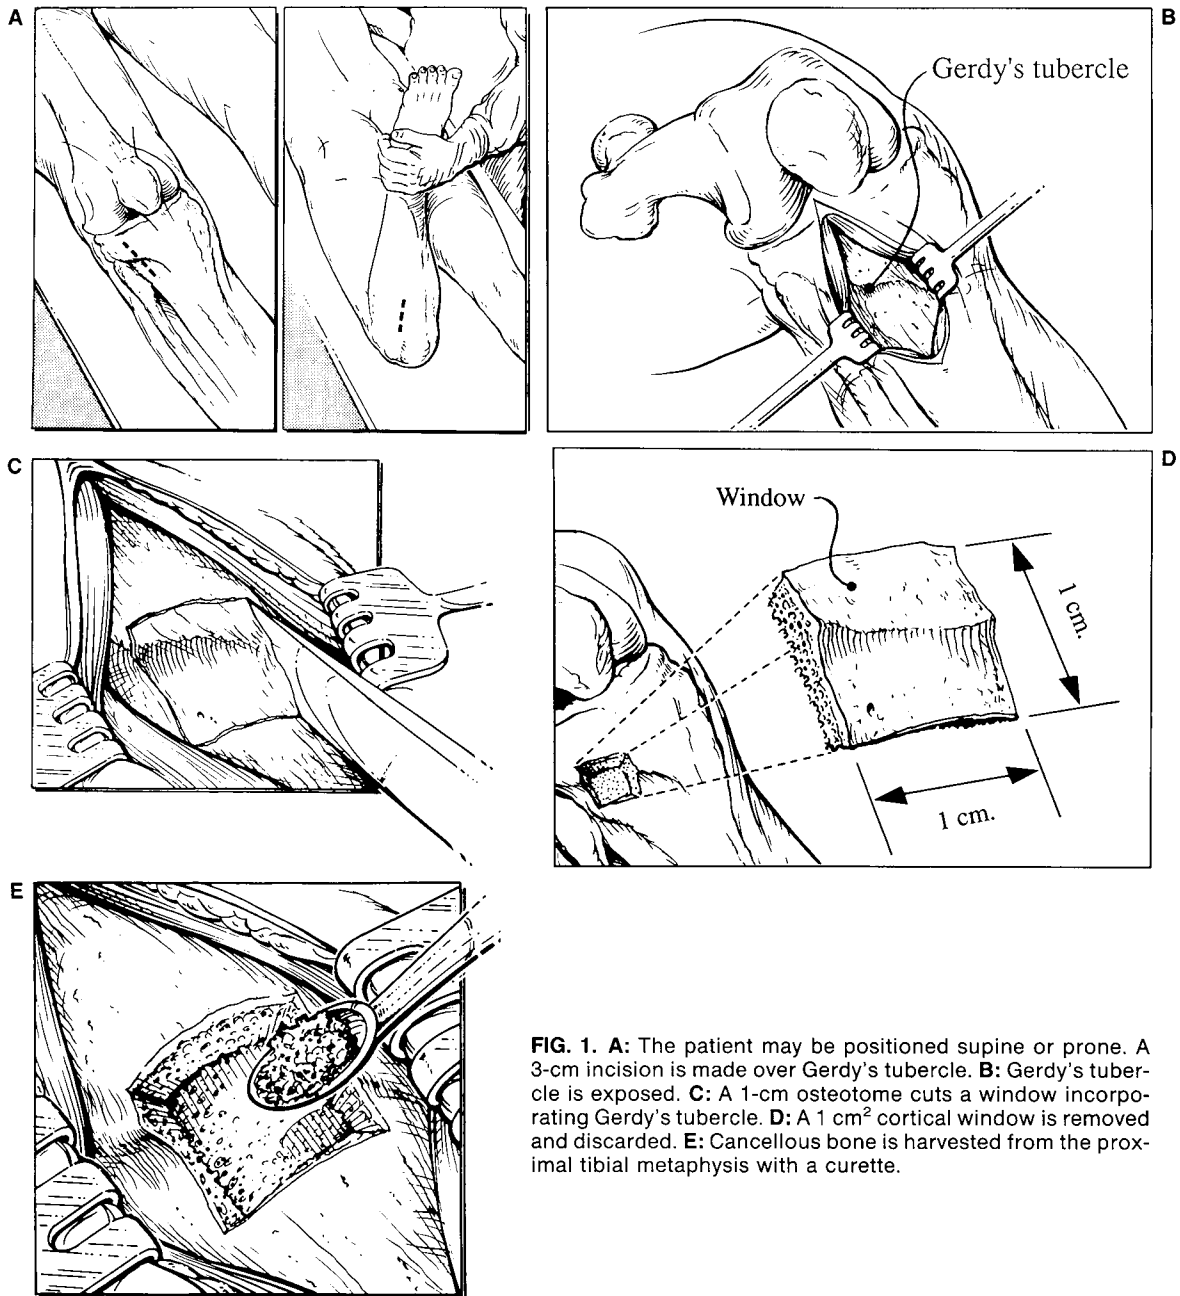 A
B
Gerdy's tubercle
C
D
Window
1 cm.
1 cm.
E
FIG. 1. A: The patient may be positioned supine or prone. A
3-cm incision is made over Gerdy's tubercle. B: Gerdy's tuber-
cle is exposed. C: A 1-cm osteotome cuts a window incorpo-
rating Gerdy's tubercle. D: A 1 cm² cortical window is removed
and discarded. E: Cancellous bone is harvested from the prox-
imal tibial metaphysis with a curette.